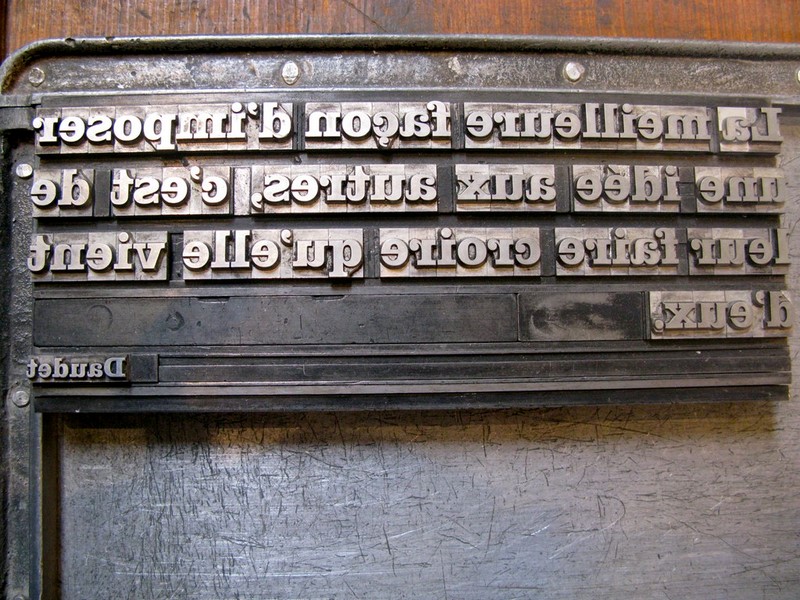 La meilleure façon d'imposer
une idée aux autres, c'est de
leur faire croire qu'elle vient
d'eux.
Daudet